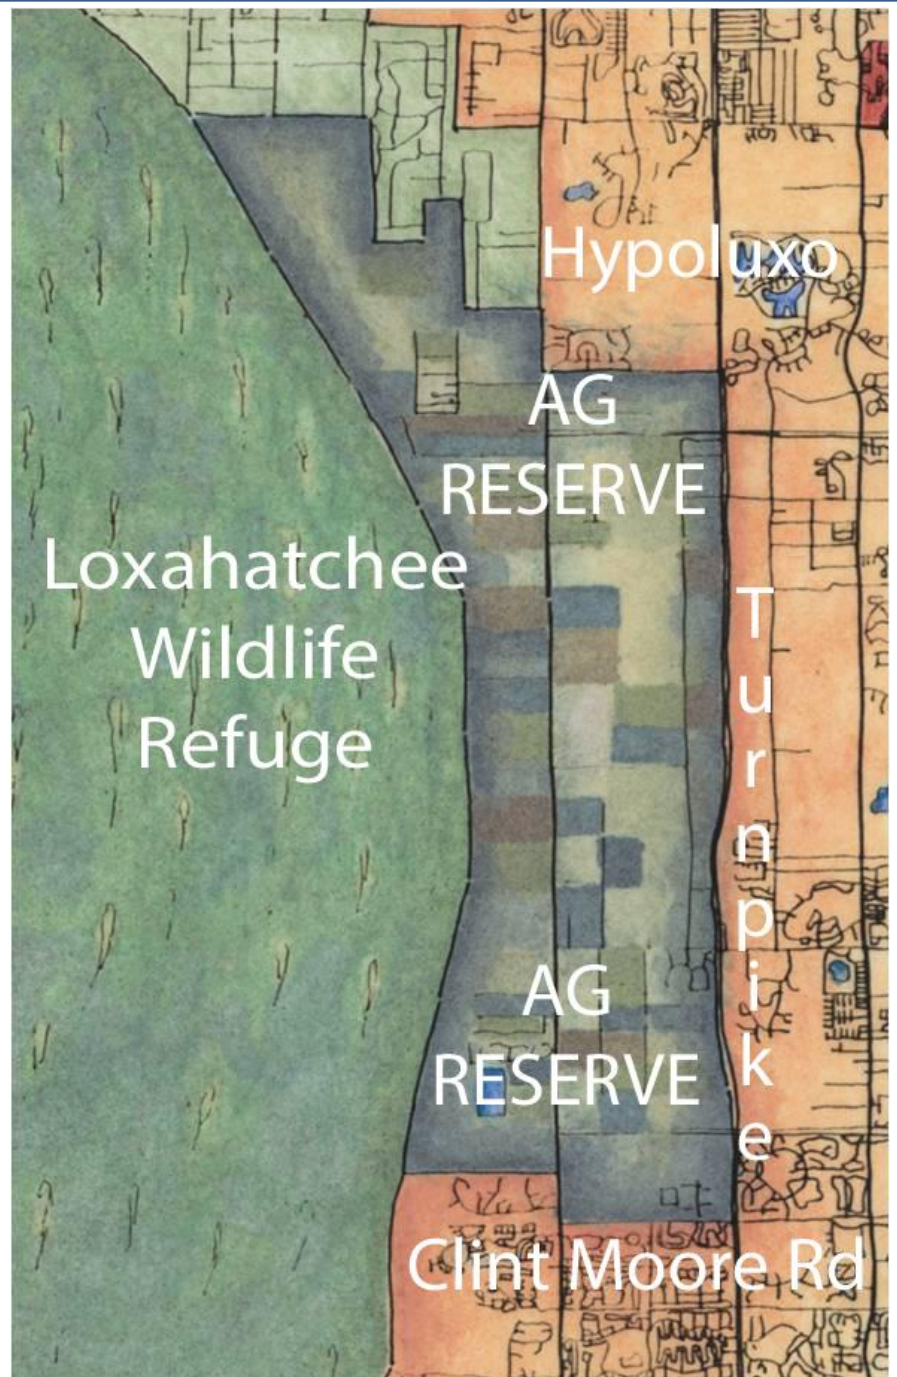 Hypoluxo
AG
RESERVE
Loxahatchee
Wildlife
Refuge
Turnpike
AG
RESERVE
Clint Moore Rd